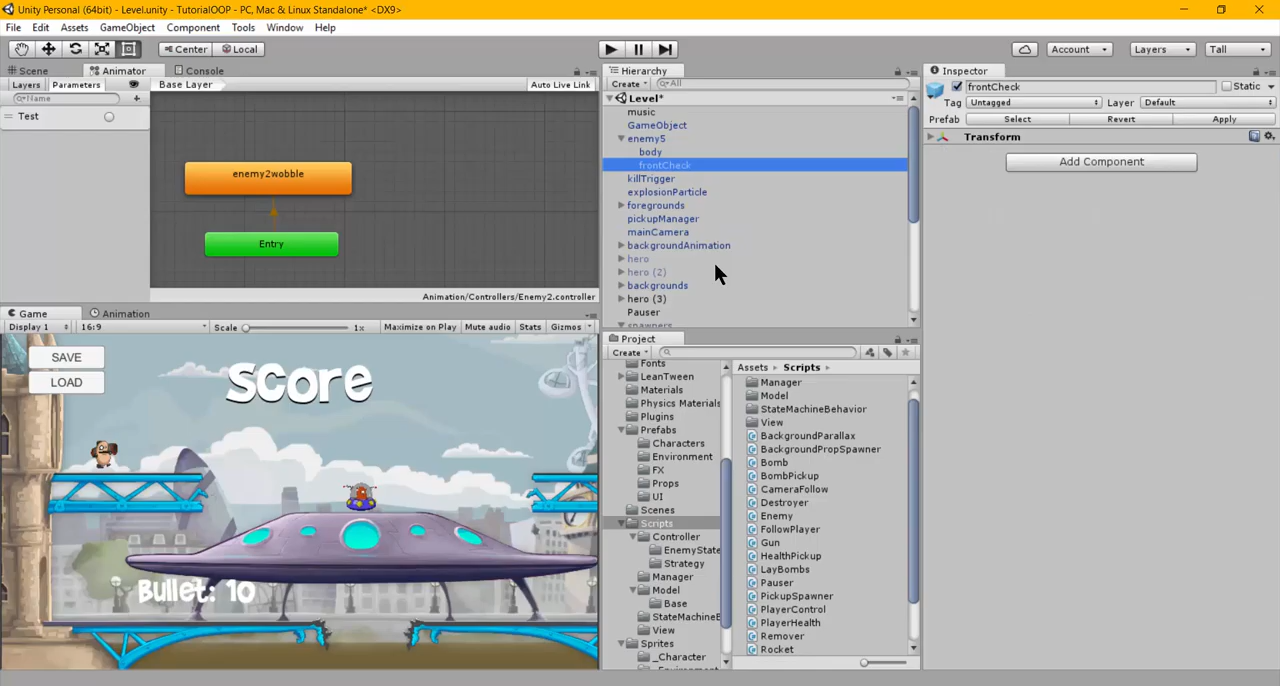 Unity Personal (64bit) - Level.unity - TutorialOOP - PC, Mac & Linux Standalone* <DX9>
File Edit Assets GameObject Component Tools Window Help
Center Local Account Layers Tall
Scene Animator Console
Layers Parameters Base Layer Auto Live Link
Name
Test
enemy2wobble
Entry
Animation/Controllers/Enemy2.controller
Game Animation
Display 1 16:9 Scale 1x Maximize on Play Mute audio Stats Gizmos
SAVE
LOAD
score
Bullet: 10
Hierarchy
Create All
Level*
music
GameObject
enemy5
body
frontCheck
killTrigger
explosionParticle
foregrounds
pickupManager
mainCamera
backgroundAnimation
hero
hero (2)
backgrounds
hero (3)
Pauser
spawners
Project
Create
Fonts
LeanTween
Materials
Physics Materials
Plugins
Prefabs
Characters
Environment
FX
Props
UI
Scenes
Scripts
Controller
EnemyState
Strategy
Manager
Model
Base
StateMachineB
View
Sprites
_Character
Assets Scripts
Manager
Model
StateMachineBehavior
View
BackgroundParallax
BackgroundPropSpawner
Bomb
BombPickup
CameraFollow
Destroyer
Enemy
FollowPlayer
Gun
HealthPickup
LayBombs
Pauser
PickupSpawner
PlayerControl
PlayerHealth
Remover
Rocket
Inspector
frontCheck Static
Tag Untagged Layer Default
Prefab Select Revert Apply
Transform
Add Component